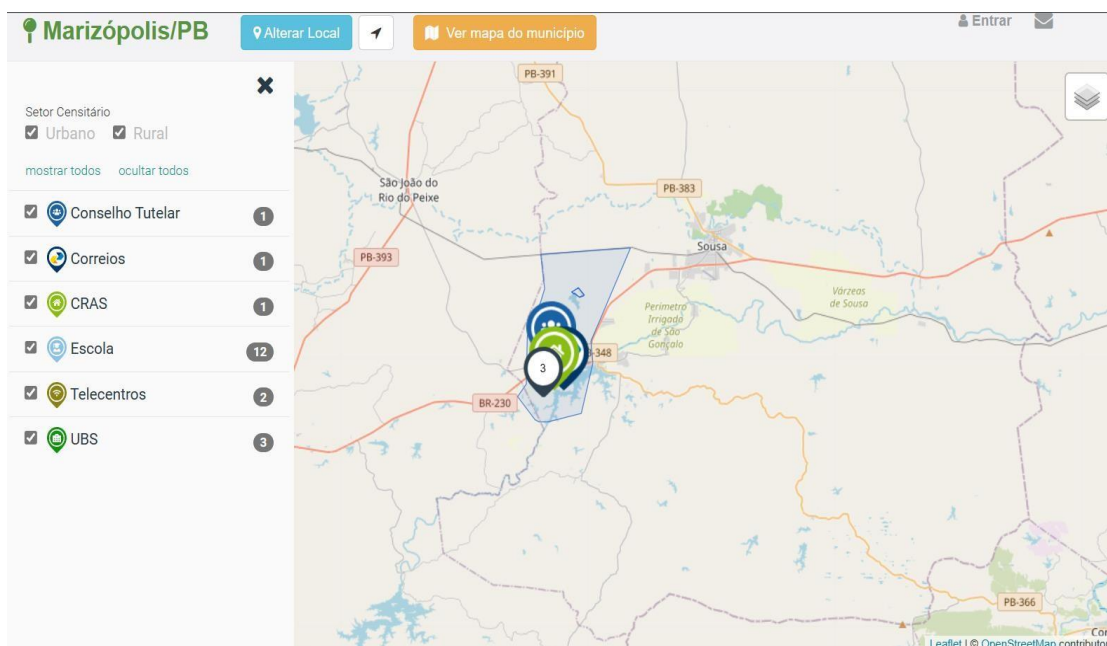 Marizópolis/PB
Alterar Local
Ver mapa do município
Entrar
Setor Censitário
Urbano Rural
mostrar todos ocultar todos
Conselho Tutelar 1
Correios 1
CRAS 1
Escola 12
Telecentros 2
UBS 3
PB-391
São João do
Rio do Peixe
PB-383
Sousa
PB-393
Várzeas
de Sousa
Perímetro
Irrigado
de São
Gonçalo
-348
3
BR-230
PB-366
Leaflet | © OpenStreetMap contributor